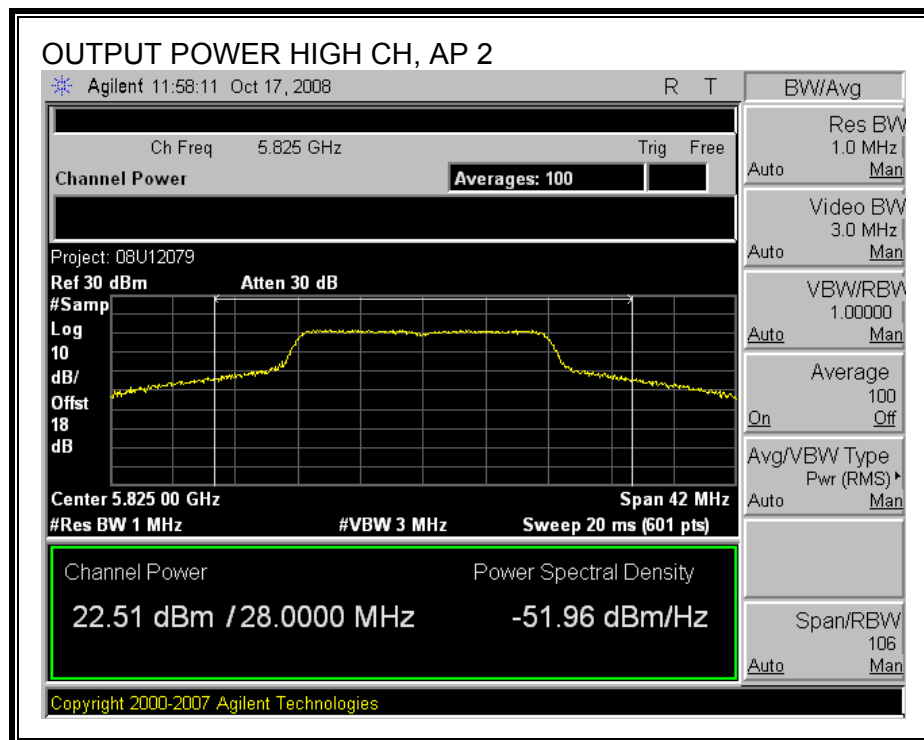 OUTPUT POWER HIGH CH, AP 2
Agilent 11:58:11 Oct 17, 2008 R T
BW/Avg
Ch Freq 5.825 GHz Trig Free
Channel Power Averages: 100
Res BW
1.0 MHz
Auto Man
Video BW
3.0 MHz
Auto Man
Project: 08U12079
Ref 30 dBm Atten 30 dB
#Samp
Log
10
dB/
Offst
18
dB
VBW/RBW
1.00000
Auto Man
Average
100
On Off
Avg/VBW Type
Pwr (RMS)
Auto Man
Center 5.825 00 GHz Span 42 MHz
#Res BW 1 MHz #VBW 3 MHz Sweep 20 ms (601 pts)
Channel Power Power Spectral Density
22.51 dBm / 28.0000 MHz -51.96 dBm/Hz
Span/RBW
106
Auto Man
Copyright 2000-2007 Agilent Technologies